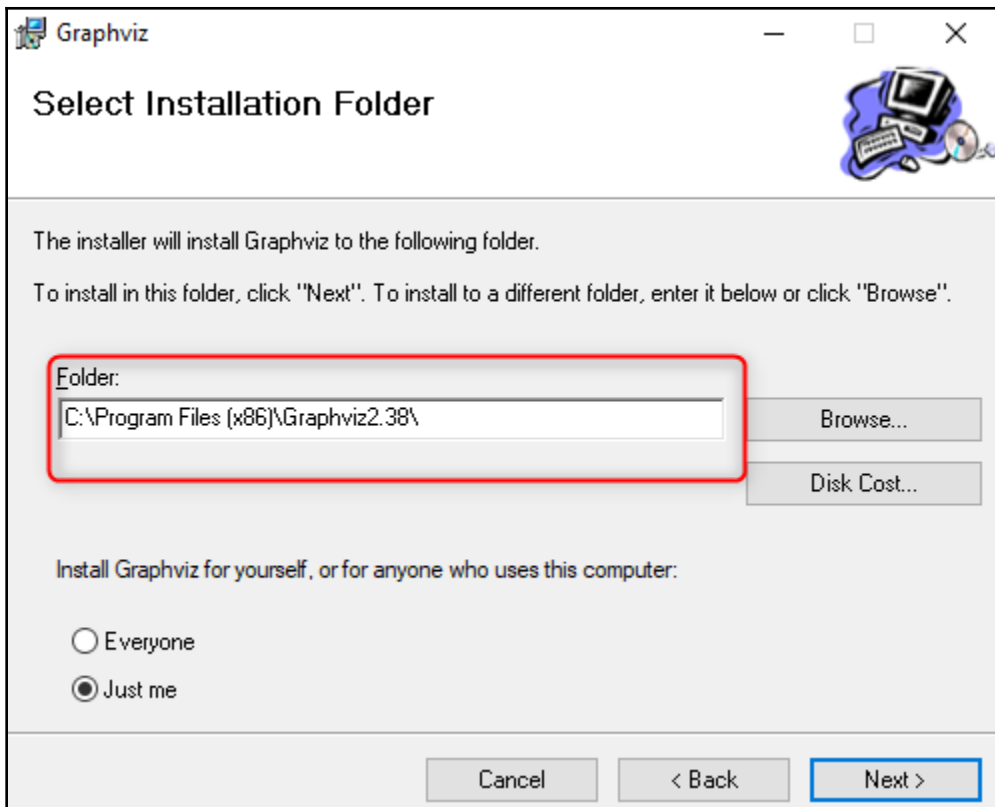 Graphviz
Select Installation Folder
The installer will install Graphviz to the following folder.
To install in this folder, click "Next". To install to a different folder, enter it below or click "Browse".
Folder:
C:\Program Files (x86)\Graphviz2.38\
Browse...
Disk Cost...
Install Graphviz for yourself, or for anyone who uses this computer:
Everyone
Just me
Cancel
< Back
Next >